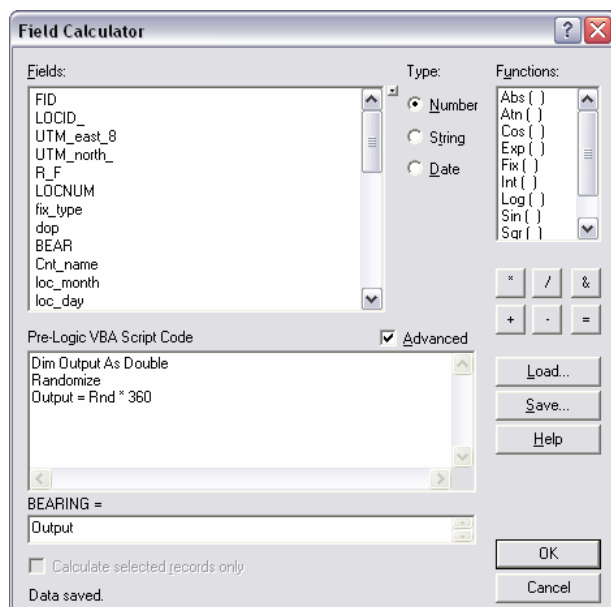 Field Calculator
Fields:
FID
LOCID_
UTM_east_8
UTM_north_
R_F
LOCNUM
fix_type
dop
BEAR
Cnt_name
loc_month
loc_day
Type:
Number
String
Date
Functions:
Abs ( )
Atn ( )
Cos ( )
Exp ( )
Fix ( )
Int ( )
Log ( )
Sin ( )
Sqr ( )
* / &
+ - =
Pre-Logic VBA Script Code
Advanced
Dim Output As Double
Randomize
Output = Rnd * 360
Load...
Save...
Help
BEARING =
Output
Calculate selected records only
Data saved.
OK
Cancel